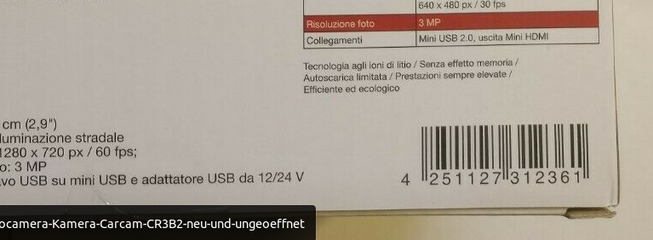 640 x 480 px / 30 fps
Risoluzione foto 3 MP
Collegamenti Mini USB 2.0, uscita Mini HDMI
Tecnologia agli ioni di litio / Senza effetto memoria /
Autoscarica limitata / Prestazioni sempre elevate /
Efficiente ed ecologico
cm (2,9")
luminazione stradale
1280 x 720 px / 60 fps;
o: 3 MP
vo USB su mini USB e adattatore USB da 12/24 V
4 251127 312361
ocamera-Kamera-Carcam-CR3B2-neu-und-ungeoeffnet